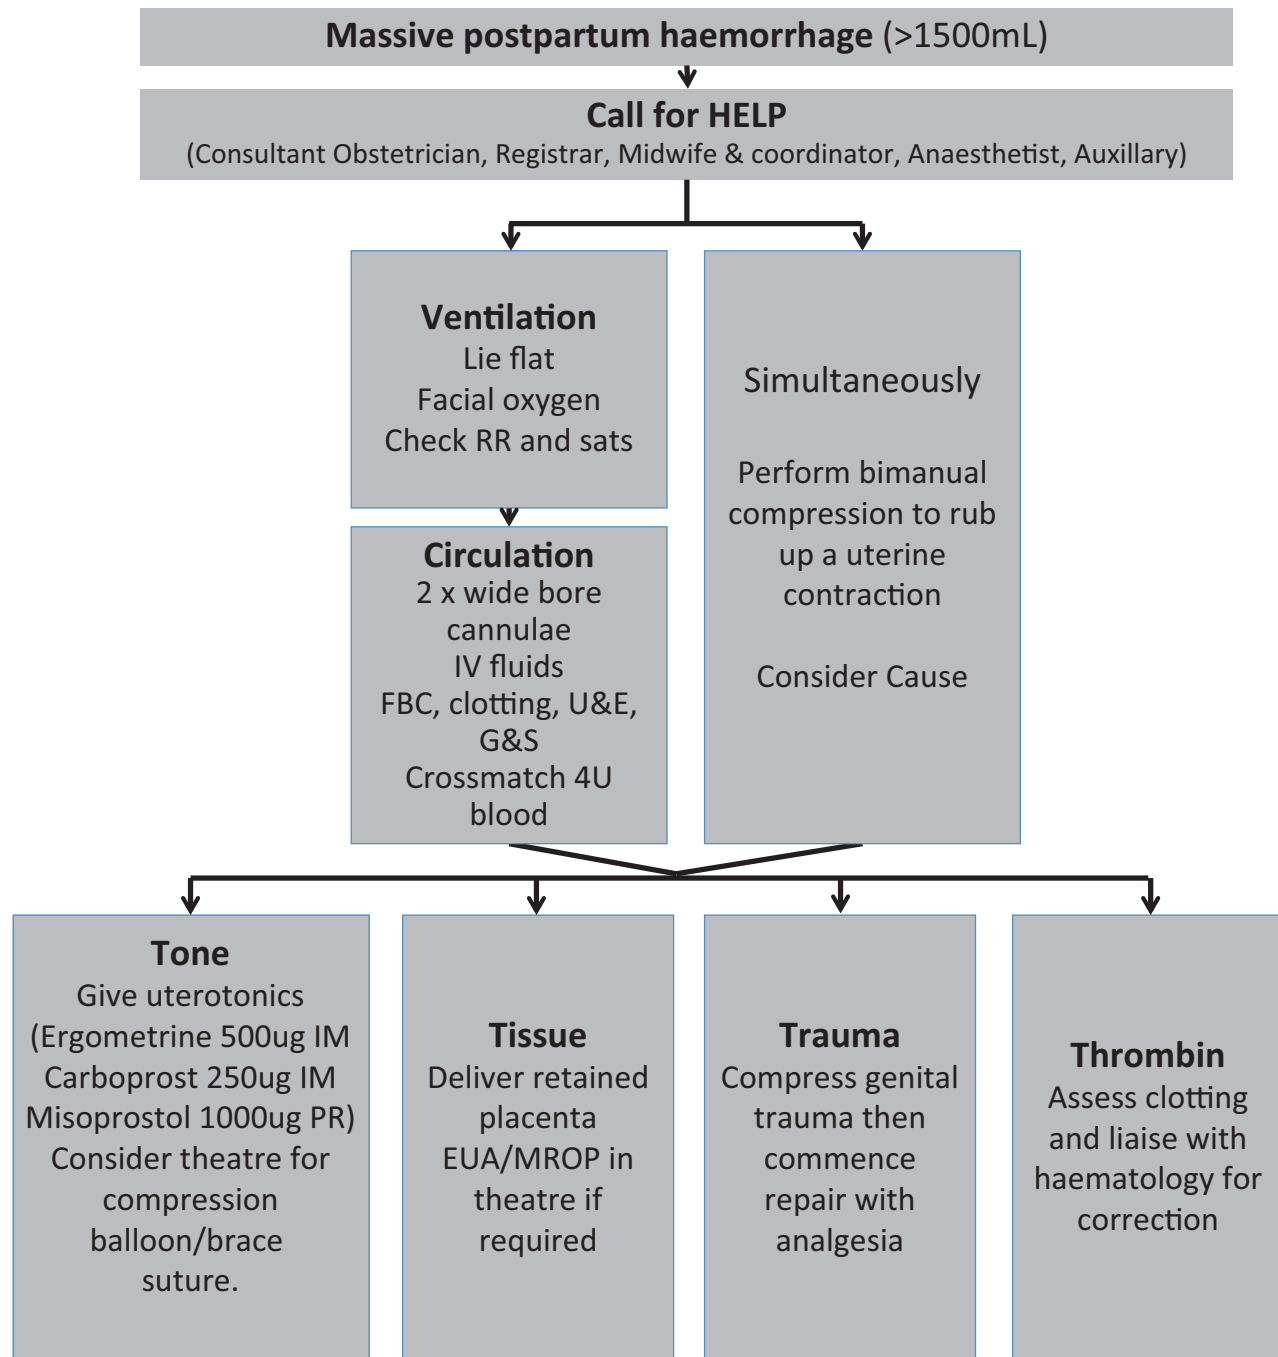 Massive postpartum haemorrhage (>1500mL)
Call for HELP
(Consultant Obstetrician, Registrar, Midwife & coordinator, Anaesthetist, Auxillary)
Ventilation
Lie flat
Facial oxygen
Check RR and sats
Circulation
2 x wide bore
cannulae
IV fluids
FBC, clotting, U&E,
G&S
Crossmatch 4U
blood
Simultaneously
Perform bimanual
compression to rub
up a uterine
contraction
Consider Cause
Tone
Give uterotonics
(Ergometrine 500ug IM
Carboprost 250ug IM
Misoprostol 1000ug PR)
Consider theatre for
compression
balloon/brace
suture.
Tissue
Deliver retained
placenta
EUA/MROP in
theatre if
required
Trauma
Compress genital
trauma then
commence
repair with
analgesia
Thrombin
Assess clotting
and liaise with
haematology for
correction